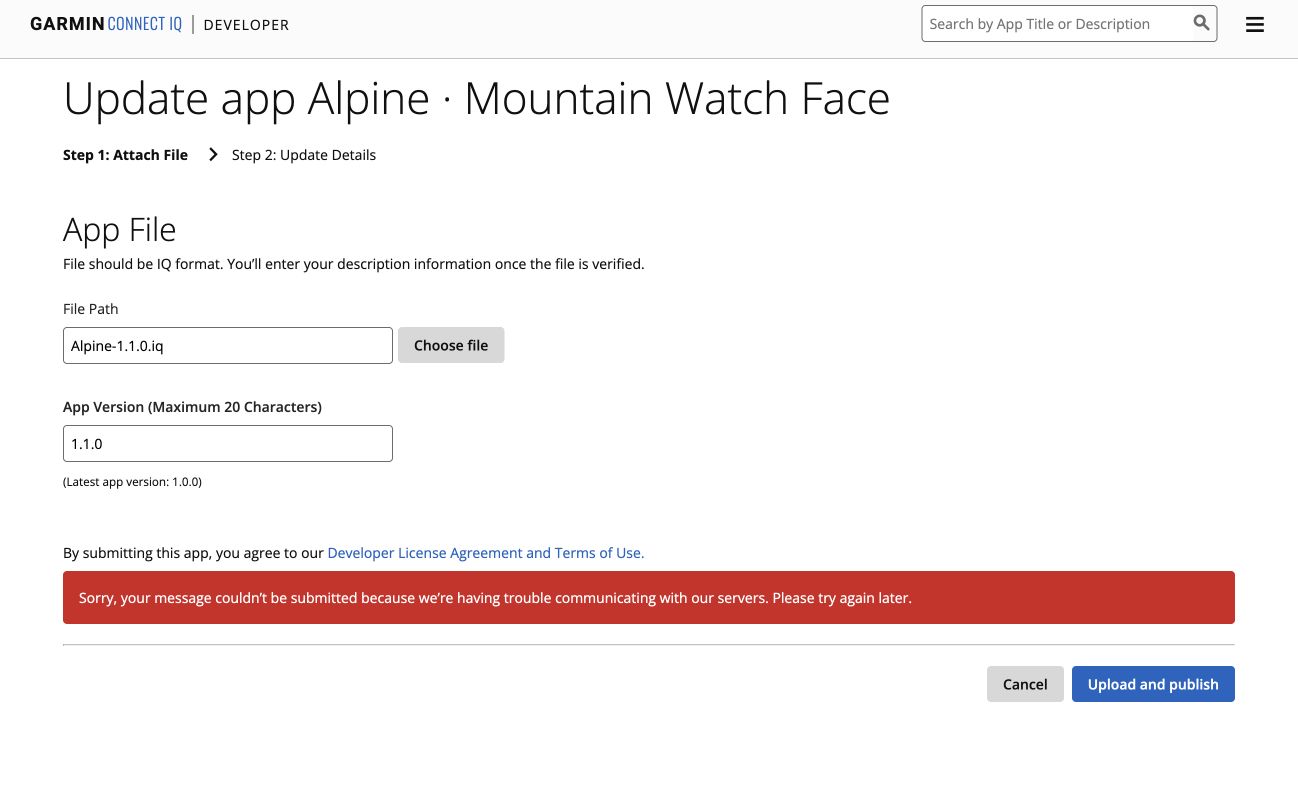 GARMIN CONNECT IQ | DEVELOPER
Search by App Title or Description
Update app Alpine · Mountain Watch Face
Step 1: Attach File
Step 2: Update Details
App File
File should be IQ format. You’ll enter your description information once the file is verified.
File Path
Alpine-1.1.0.iq
Choose file
App Version (Maximum 20 Characters)
1.1.0
(Latest app version: 1.0.0)
By submitting this app, you agree to our Developer License Agreement and Terms of Use.
Sorry, your message couldn’t be submitted because we’re having trouble communicating with our servers. Please try again later.
Cancel
Upload and publish